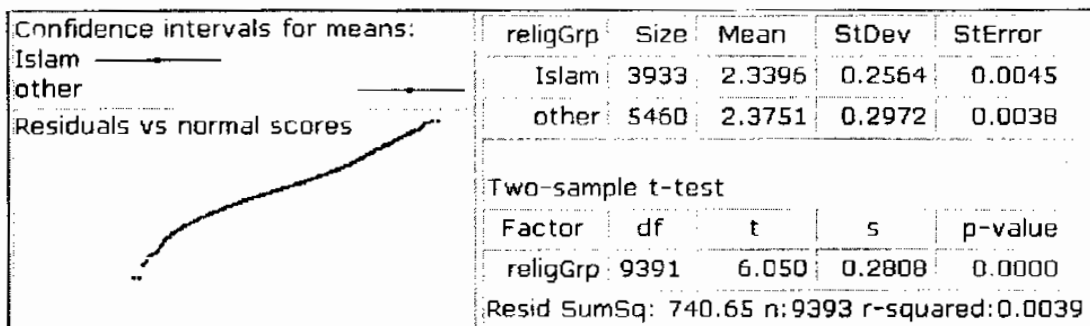 Confidence intervals for means:
Islam
other
Residuals vs normal scores
religGrp Size Mean StDev StError
Islam 3933 2.3396 0.2564 0.0045
other 5460 2.3751 0.2972 0.0038
Two-sample t-test
Factor df t s p-value
religGrp 9391 6.050 0.2808 0.0000
Resid SumSq: 740.65 n:9393 r-squared:0.0039